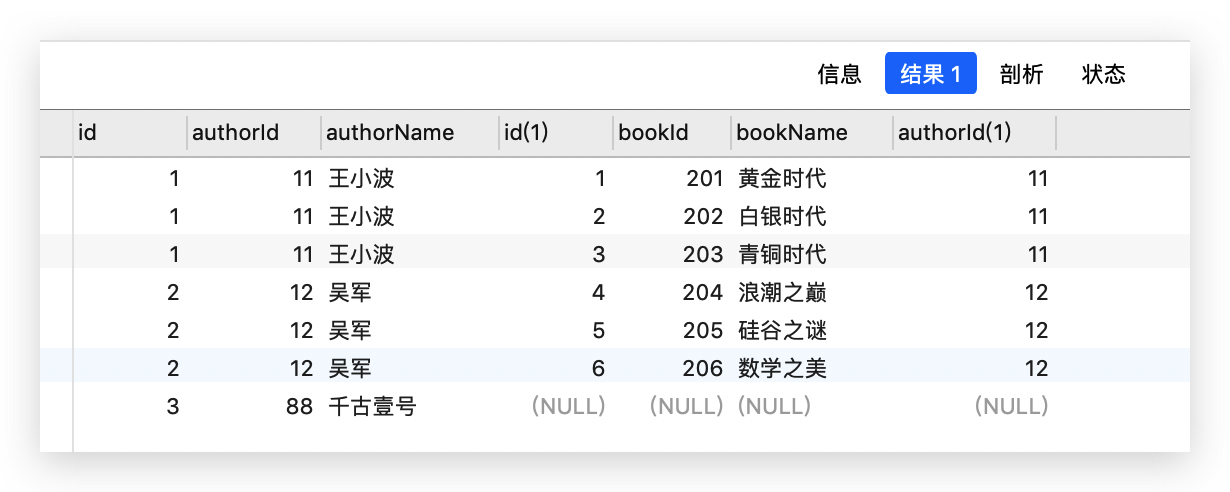 信息 结果 1 剖析 状态
id authorId authorName id(1) bookId bookName authorId(1)
1 11 王小波 1 201 黄金时代 11
1 11 王小波 2 202 白银时代 11
1 11 王小波 3 203 青铜时代 11
2 12 吴军 4 204 浪潮之巅 12
2 12 吴军 5 205 硅谷之谜 12
2 12 吴军 6 206 数学之美 12
3 88 千古壹号 (NULL) (NULL) (NULL) (NULL)